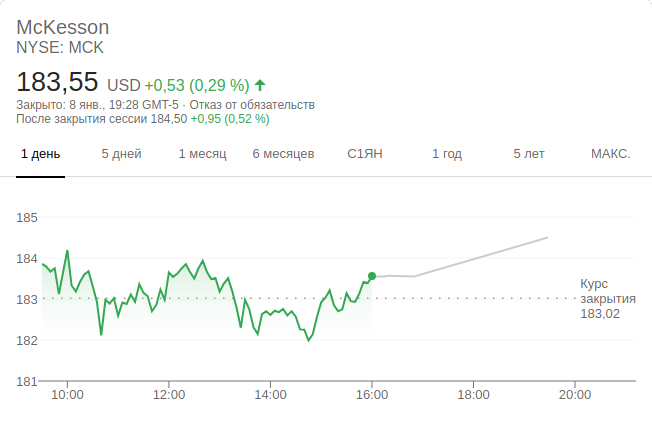 McKesson
NYSE: MCK
183,55 USD +0,53 (0,29 %)
Закрыто: 8 янв., 19:28 GMT-5 · Отказ от обязательств
После закрытия сессии 184,50 +0,95 (0,52 %)
1 день 5 дней 1 месяц 6 месяцев С1ЯН 1 год 5 лет МАКС.
185
184
183
182
181
Курс
закрытия
183,02
10:00 12:00 14:00 16:00 18:00 20:00